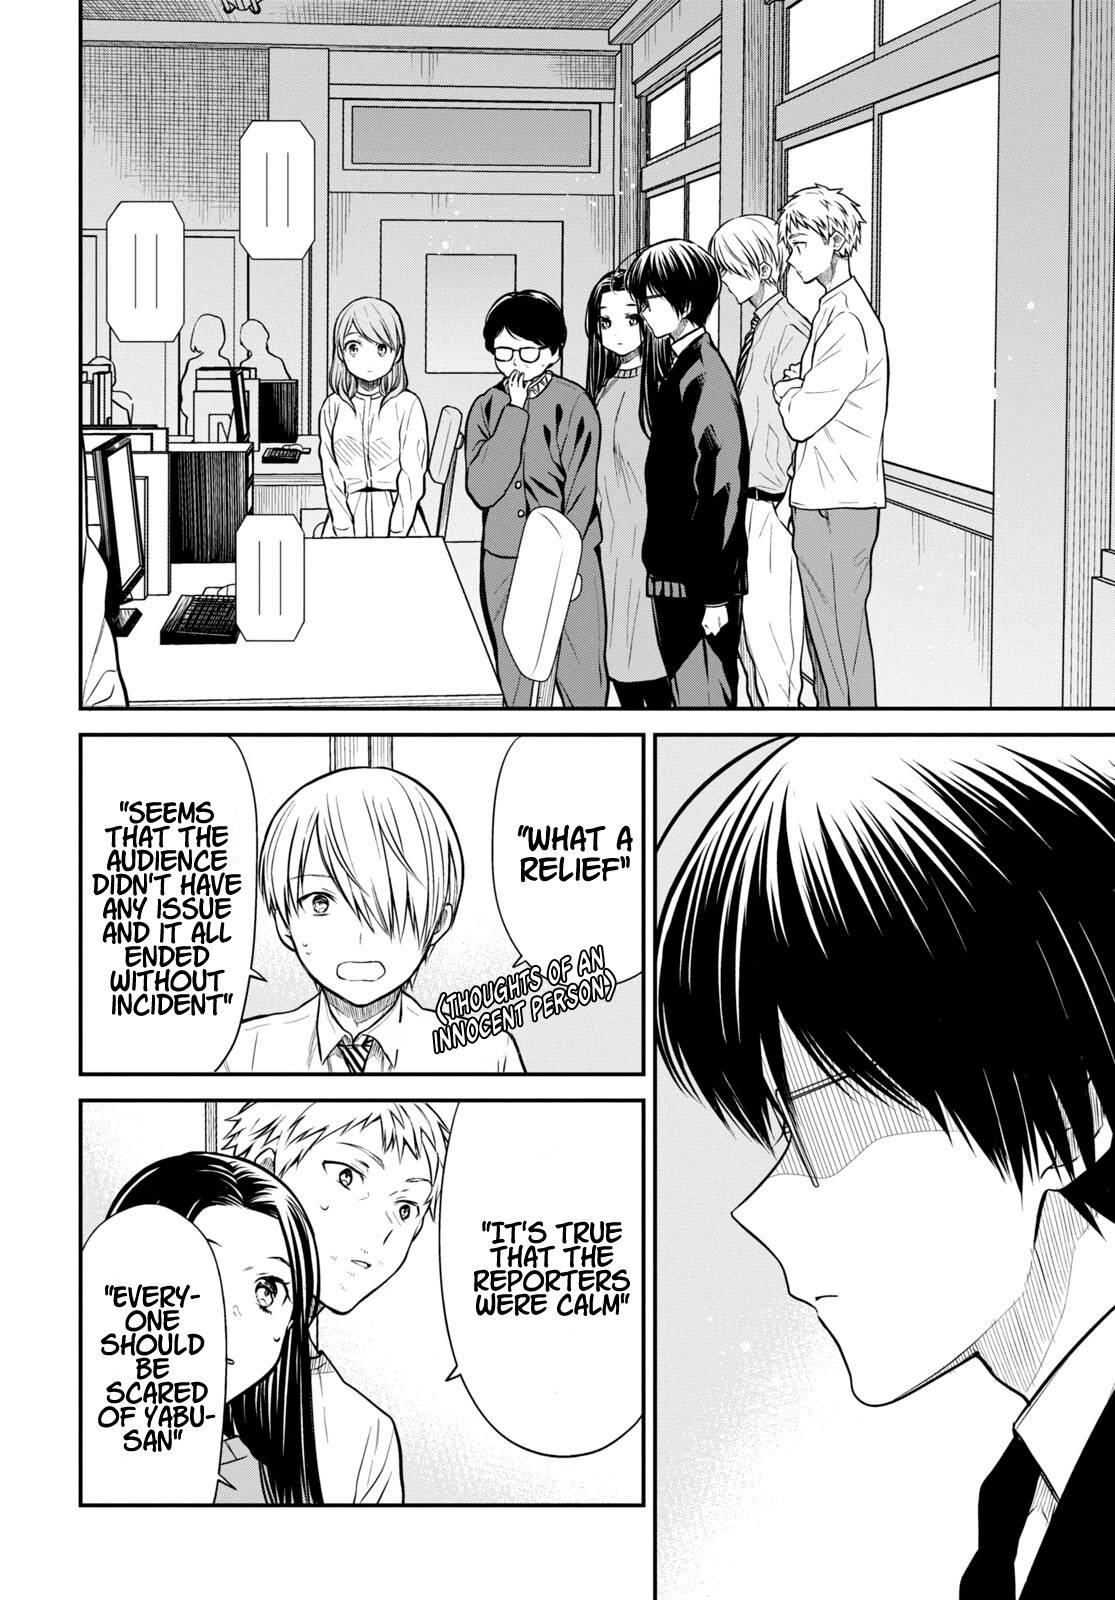 "WHAT A
RELIEF"
(THOUGHTS OF AN
INNOCENT PERSON)
"SEEMS
THAT THE
AUDIENCE
DIDN'T HAVE
ANY ISSUE
AND IT ALL
ENDED
WITHOUT
INCIDENT"
"IT'S TRUE
THAT THE
REPORTERS
WERE CALM"
"EVERY-
ONE
SHOULD
BE
SCARED
OF YABU-
SAN"